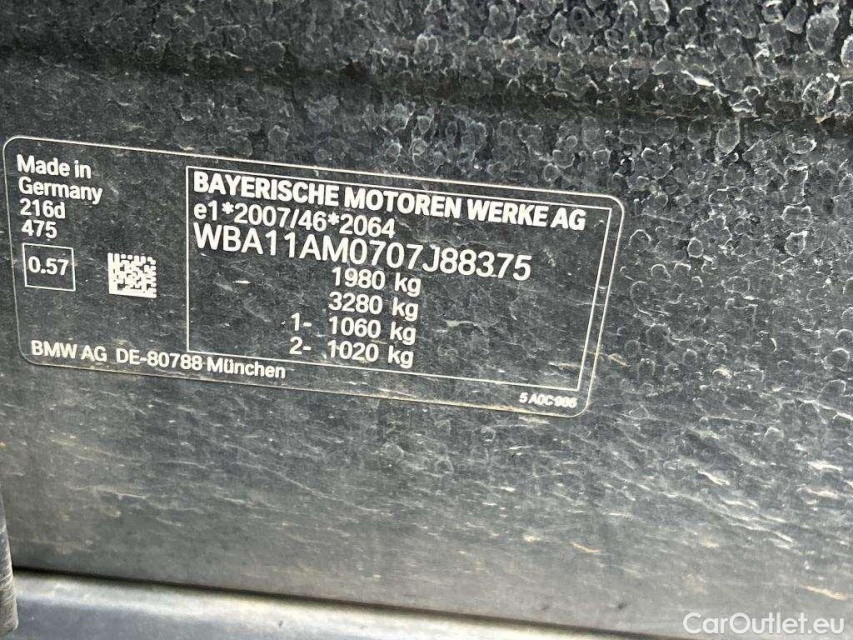 Made in
Germany
216d
475
0.57
BMW AG DE-80788 München
BAYERISCHE MOTOREN WERKE AG
e1*2007/46*2064
WBA11AM0707J88375
1980 kg
3280 kg
1- 1060 kg
2- 1020 kg
5 A0C 986
CarOutlet.eu